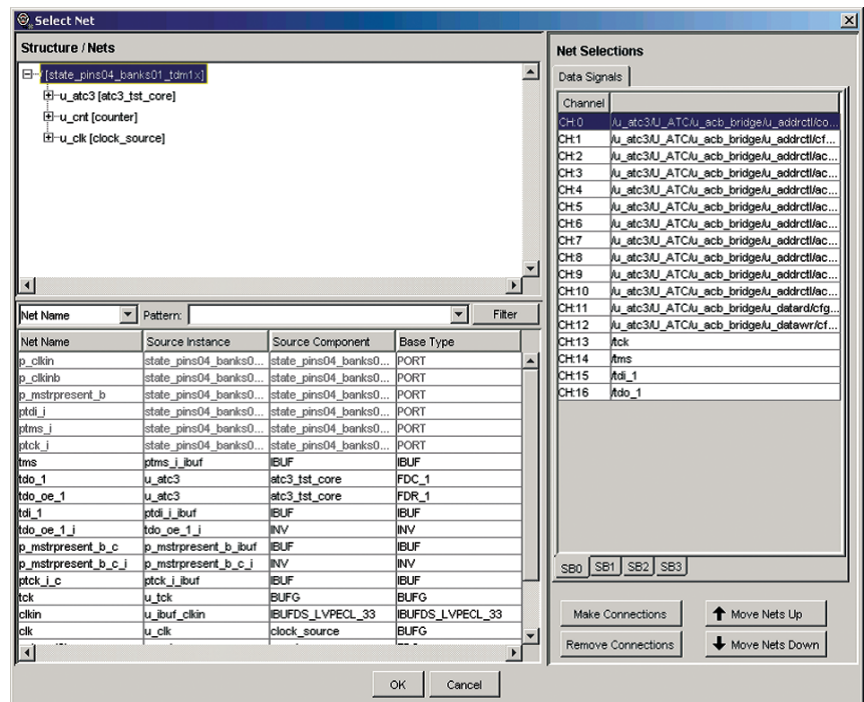 Select Net
Structure / Nets
/ [state_pins04_banks01_tdm1x]
u_atc3 [atc3_tst_core]
u_cnt [counter]
u_clk [clock_source]
Net Name Pattern: Filter
Net Name Source Instance Source Component Base Type
p_clkin state_pins04_banks0... state_pins04_banks0... PORT
p_clkinb state_pins04_banks0... state_pins04_banks0... PORT
p_mstrpresent_b state_pins04_banks0... state_pins04_banks0... PORT
ptdi_i state_pins04_banks0... state_pins04_banks0... PORT
ptms_i state_pins04_banks0... state_pins04_banks0... PORT
ptck_i state_pins04_banks0... state_pins04_banks0... PORT
tms ptms_i_ibuf IBUF IBUF
tdo_1 u_atc3 atc3_tst_core FDC_1
tdo_oe_1 u_atc3 atc3_tst_core FDR_1
tdi_1 ptdi_i_ibuf IBUF IBUF
tdo_oe_1_i tdo_oe_1_i INV INV
p_mstrpresent_b_c p_mstrpresent_b_ibuf IBUF IBUF
p_mstrpresent_b_c_i p_mstrpresent_b_c_i INV INV
ptck_i_c ptck_i_ibuf IBUF IBUF
tck u_tck BUFG BUFG
clkin u_ibuf_clkin IBUFDS_LVPECL_33 IBUFDS_LVPECL_33
clk u_clk clock_source BUFG
Net Selections
Data Signals
Channel
CH:0 /u_atc3/U_ATC/u_acb_bridge/u_addrctl/co...
CH:1 /u_atc3/U_ATC/u_acb_bridge/u_addrctl/cf...
CH:2 /u_atc3/U_ATC/u_acb_bridge/u_addrctl/ac...
CH:3 /u_atc3/U_ATC/u_acb_bridge/u_addrctl/ac...
CH:4 /u_atc3/U_ATC/u_acb_bridge/u_addrctl/ac...
CH:5 /u_atc3/U_ATC/u_acb_bridge/u_addrctl/ac...
CH:6 /u_atc3/U_ATC/u_acb_bridge/u_addrctl/ac...
CH:7 /u_atc3/U_ATC/u_acb_bridge/u_addrctl/ac...
CH:8 /u_atc3/U_ATC/u_acb_bridge/u_addrctl/ac...
CH:9 /u_atc3/U_ATC/u_acb_bridge/u_addrctl/ac...
CH:10 /u_atc3/U_ATC/u_acb_bridge/u_addrctl/ac...
CH:11 /u_atc3/U_ATC/u_acb_bridge/u_datard/cfg...
CH:12 /u_atc3/U_ATC/u_acb_bridge/u_datawr/cf...
CH:13 /tck
CH:14 /tms
CH:15 /tdi_1
CH:16 /tdo_1
SB0 SB1 SB2 SB3
Make Connections Move Nets Up
Remove Connections Move Nets Down
OK Cancel